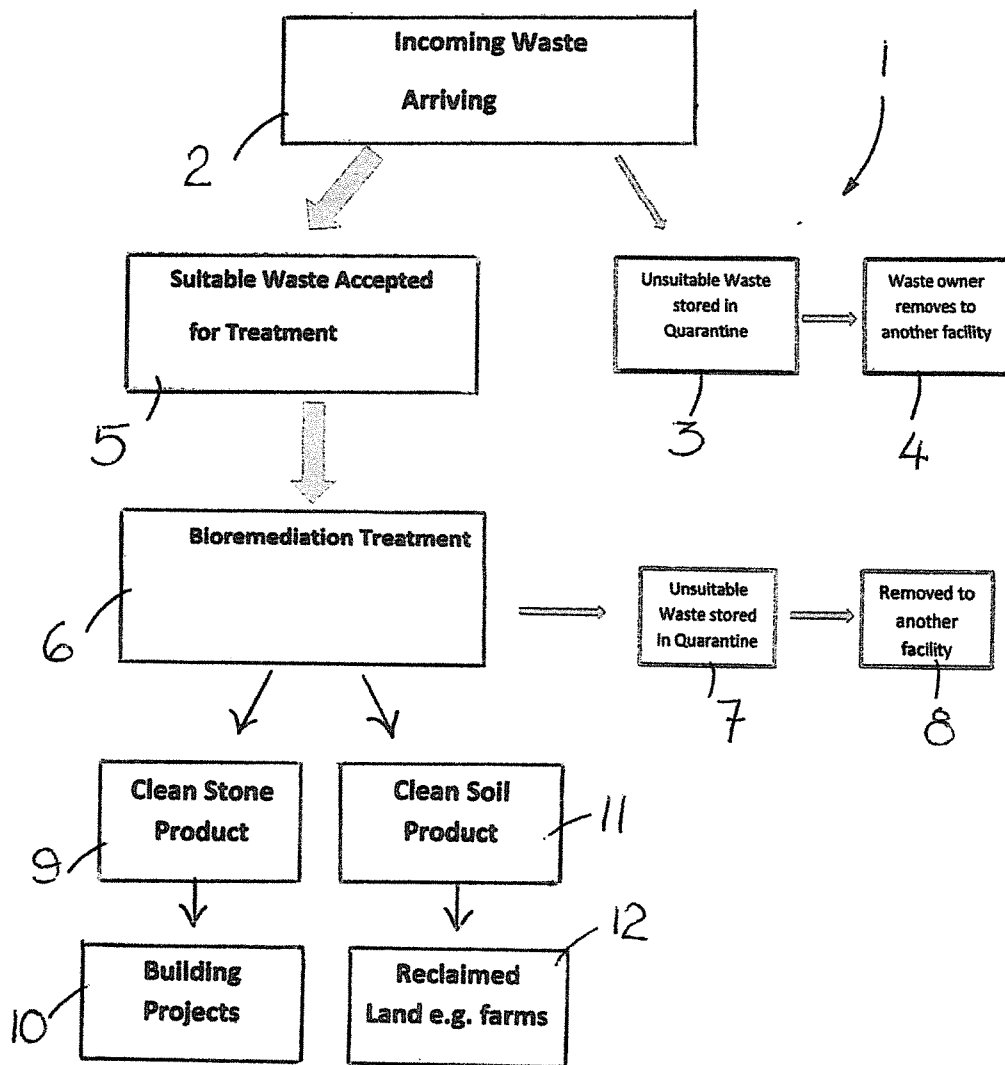 Incoming Waste
Arriving
1
2
Suitable Waste Accepted
for Treatment
5
Unsuitable Waste
stored in
Quarantine
3
Waste owner
removes to
another facility
4
Bioremediation Treatment
6
Unsuitable
Waste stored
in Quarantine
7
Removed to
another
facility
8
Clean Stone
Product
9
Clean Soil
Product
11
Building
Projects
10
Reclaimed
Land e.g. farms
12